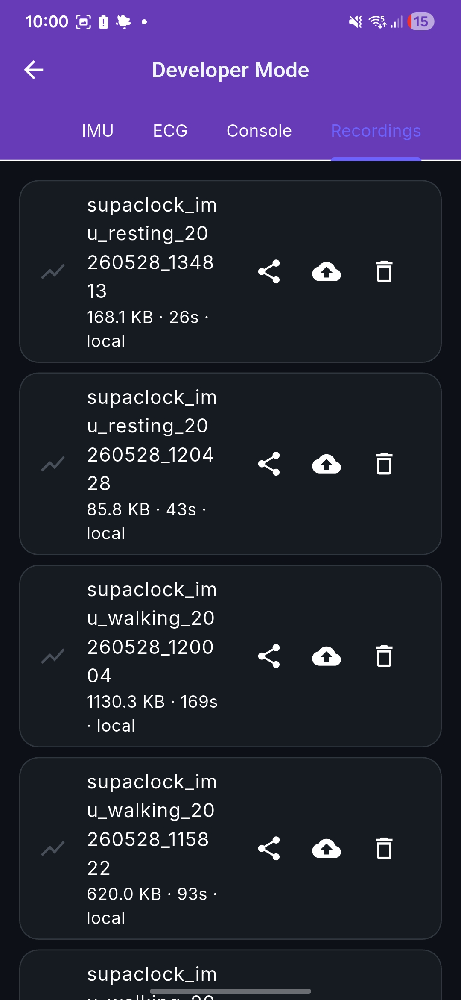 10:00
5
15
Developer Mode
IMU ECG Console Recordings
supaclock_im
u_resting_20
260528_1348
13
168.1 KB · 26s ·
local
supaclock_im
u_resting_20
260528_1204
28
85.8 KB · 43s ·
local
supaclock_im
u_walking_20
260528_1200
04
1130.3 KB · 169s
· local
supaclock_im
u_walking_20
260528_1158
22
620.0 KB · 93s ·
local
supaclock_im
u_walking_20